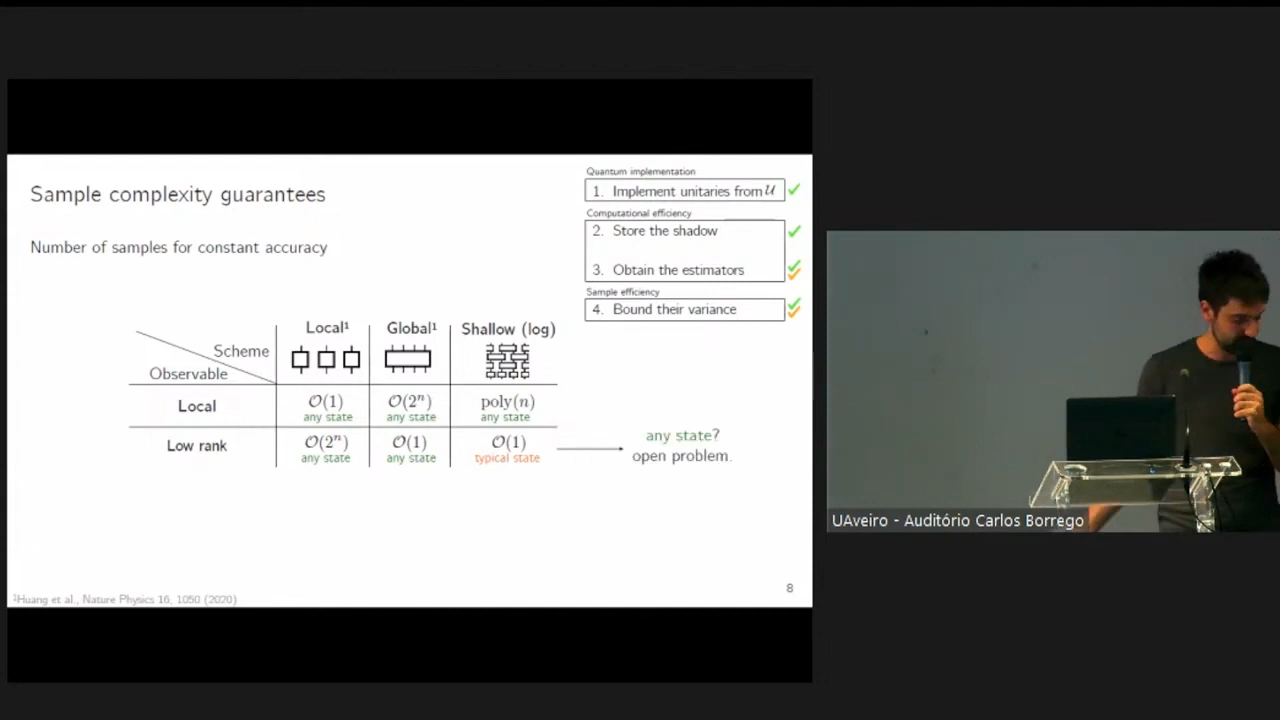 Sample complexity guarantees
Number of samples for constant accuracy
Quantum implementation
1. Implement unitaries from 𝒰
Computational efficiency
2. Store the shadow
3. Obtain the estimators
Sample efficiency
4. Bound their variance
Local¹ Global¹ Shallow (log)
Scheme
Observable
Local 𝒪(1) 𝒪(2ⁿ) poly(n)
any state any state any state
Low rank 𝒪(2ⁿ) 𝒪(1) 𝒪(1)
any state any state typical state
any state?
open problem.
8
¹Huang et al., Nature Physics 16, 1050 (2020)
UAveiro - Auditório Carlos Borrego